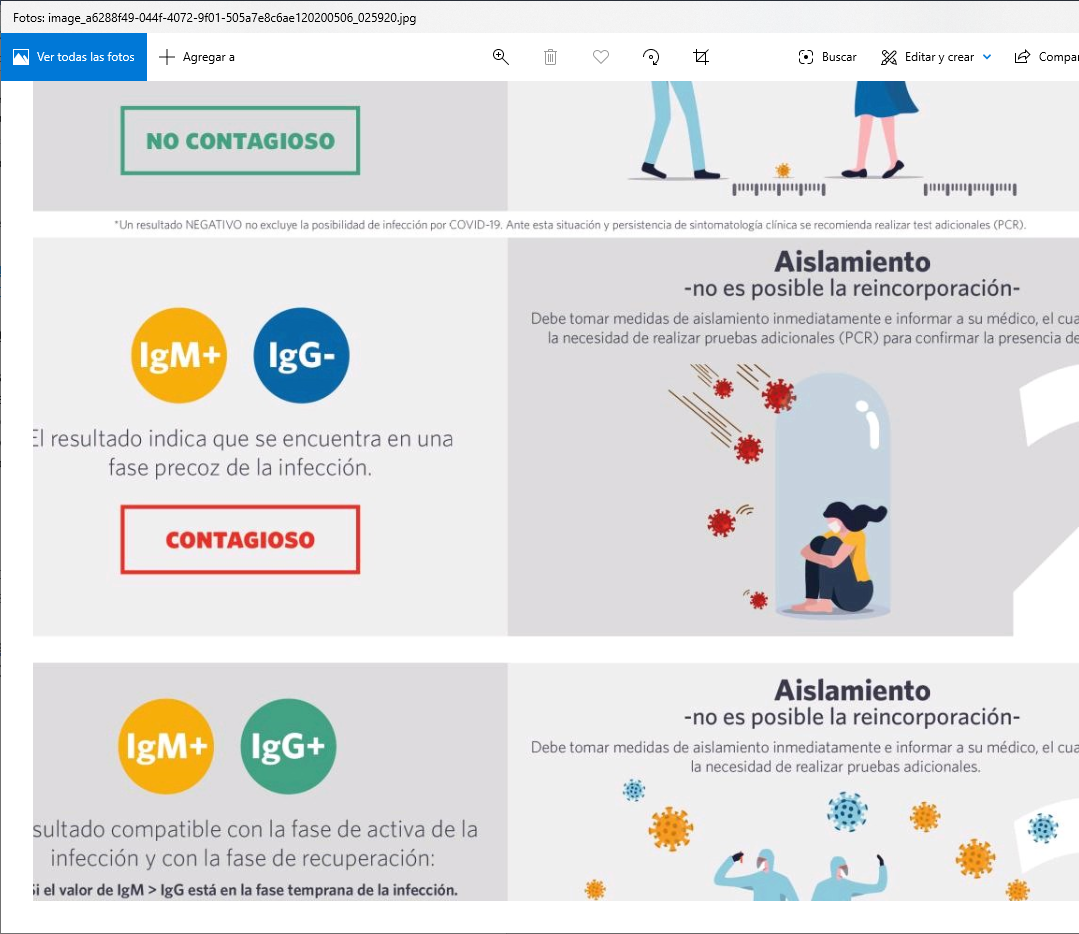 Fotos: image_a6288f49-044f-4072-9f01-505a7e8c6ae120200506_025920.jpg
Ver todas las fotos
Agregar a
Buscar
Editar y crear
Compar
NO CONTAGIOSO
*Un resultado NEGATIVO no excluye la posibilidad de infección por COVID-19. Ante esta situación y persistencia de sintomatología clínica se recomienda realizar test adicionales (PCR).
IgM+ IgG-
El resultado indica que se encuentra en una
fase precoz de la infección.
CONTAGIOSO
Aislamiento
-no es posible la reincorporación-
Debe tomar medidas de aislamiento inmediatamente e informar a su médico, el cua
la necesidad de realizar pruebas adicionales (PCR) para confirmar la presencia de
IgM+ IgG+
sultado compatible con la fase de activa de la
infección y con la fase de recuperación:
Si el valor de IgM > IgG está en la fase temprana de la infección.
Aislamiento
-no es posible la reincorporación-
Debe tomar medidas de aislamiento inmediatamente e informar a su médico, el cua
la necesidad de realizar pruebas adicionales.